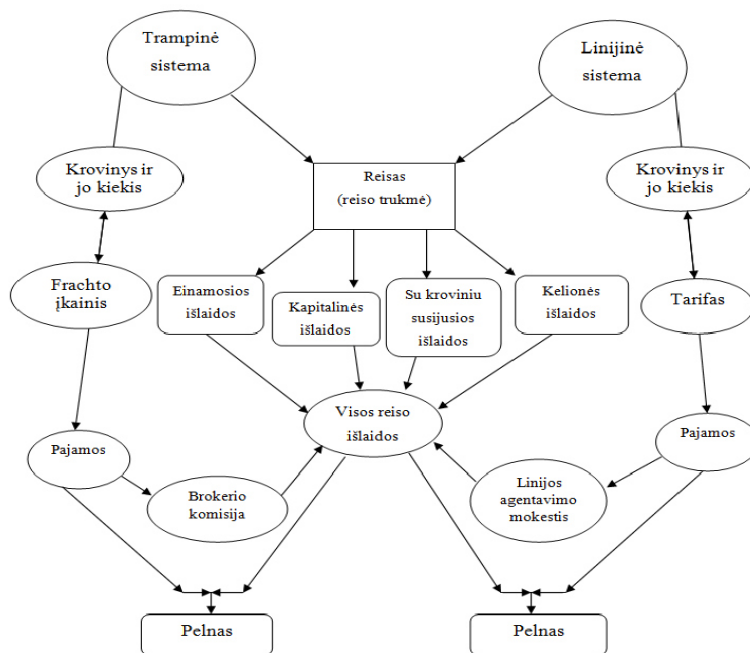 Trampinė
sistema
Linijinė
sistema
Krovinys ir
jo kiekis
Reisas
(reiso trukmė)
Krovinys ir
jo kiekis
Frachto
įkainis
Einamosios
išlaidos
Kapitalinės
išlaidos
Su kroviniu
susijusios
išlaidos
Kelionės
išlaidos
Tarifas
Visos reiso
išlaidos
Pajamos
Pajamos
Brokerio
komisija
Linijos
agentavimo
mokestis
Pelnas
Pelnas